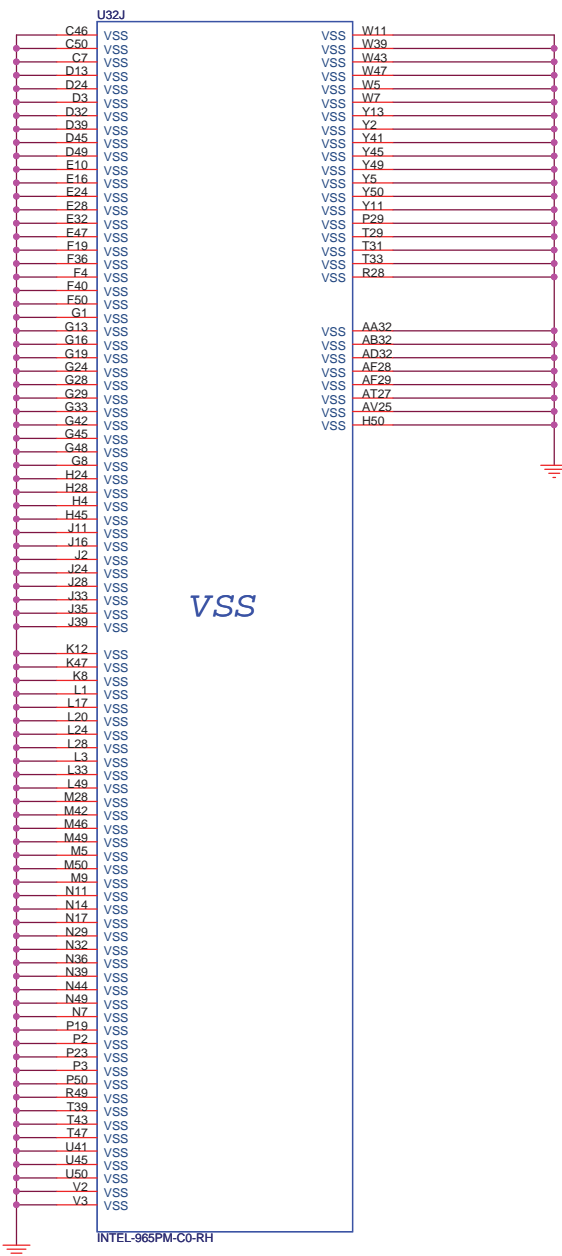 U32J
C46 VSS VSS W11
C50 VSS VSS W39
C7 VSS VSS W43
D13 VSS VSS W47
D24 VSS VSS W5
D3 VSS VSS W7
D32 VSS VSS Y13
D39 VSS VSS Y2
D45 VSS VSS Y41
D49 VSS VSS Y45
E10 VSS VSS Y49
E16 VSS VSS Y5
E24 VSS VSS Y50
E28 VSS VSS Y11
E32 VSS VSS P29
E47 VSS VSS T29
F19 VSS VSS T31
F36 VSS VSS T33
F4 VSS VSS R28
F40 VSS
F50 VSS
G1 VSS
G13 VSS VSS AA32
G16 VSS VSS AB32
G19 VSS VSS AD32
G24 VSS VSS AF28
G28 VSS VSS AF29
G29 VSS VSS AT27
G33 VSS VSS AV25
G42 VSS VSS H50
G45 VSS
G48 VSS
G8 VSS
H24 VSS
H28 VSS
H4 VSS
H45 VSS
J11 VSS
J16 VSS
J2 VSS
J24 VSS
J28 VSS
J33 VSS
J35 VSS
J39 VSS
VSS
K12 VSS
K47 VSS
K8 VSS
L1 VSS
L17 VSS
L20 VSS
L24 VSS
L28 VSS
L3 VSS
L33 VSS
L49 VSS
M28 VSS
M42 VSS
M46 VSS
M49 VSS
M5 VSS
M50 VSS
M9 VSS
N11 VSS
N14 VSS
N17 VSS
N29 VSS
N32 VSS
N36 VSS
N39 VSS
N44 VSS
N49 VSS
N7 VSS
P19 VSS
P2 VSS
P23 VSS
P3 VSS
P50 VSS
R49 VSS
T39 VSS
T43 VSS
T47 VSS
U41 VSS
U45 VSS
U50 VSS
V2 VSS
V3 VSS
INTEL-965PM-C0-RH